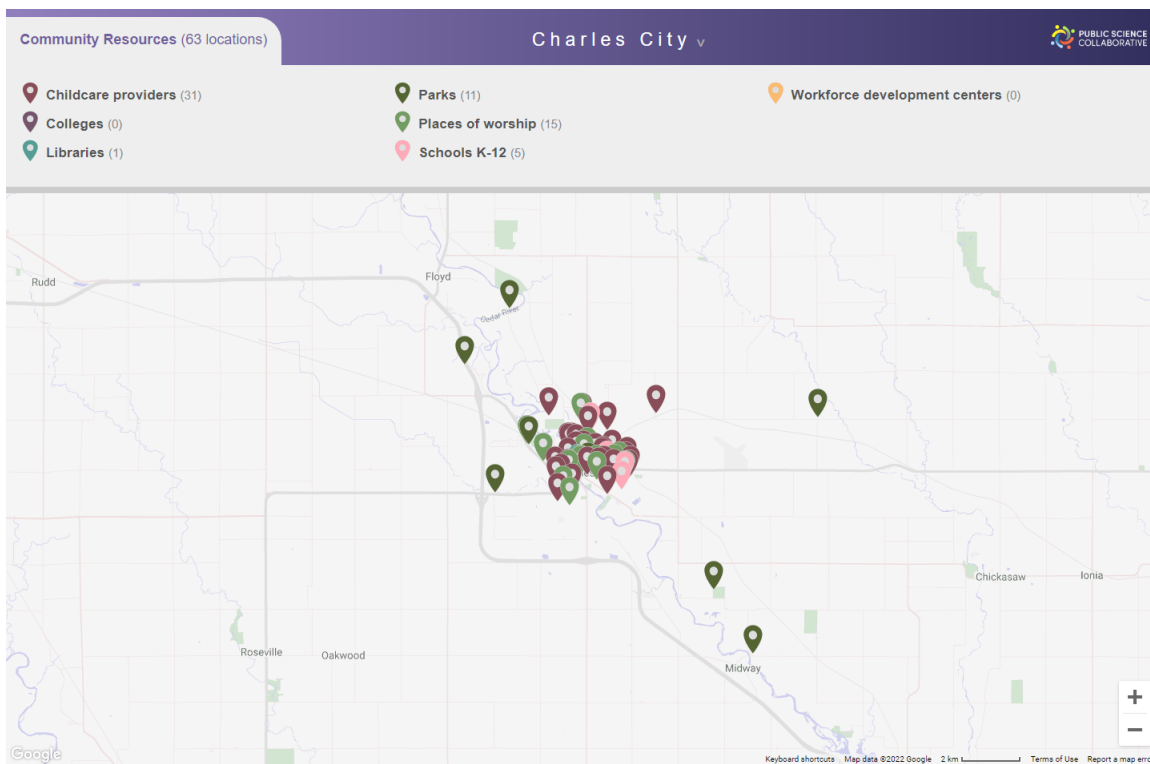 Community Resources (63 locations)
Charles City v
PUBLIC SCIENCE
COLLABORATIVE
Childcare providers (31)
Colleges (0)
Libraries (1)
Parks (11)
Places of worship (15)
Schools K-12 (5)
Workforce development centers (0)
Rudd
Floyd
Cedar River
Chickasaw
Ionia
Roseville
Oakwood
Midway
Google
Keyboard shortcuts Map data ©2022 Google 2 km Terms of Use Report a map erro